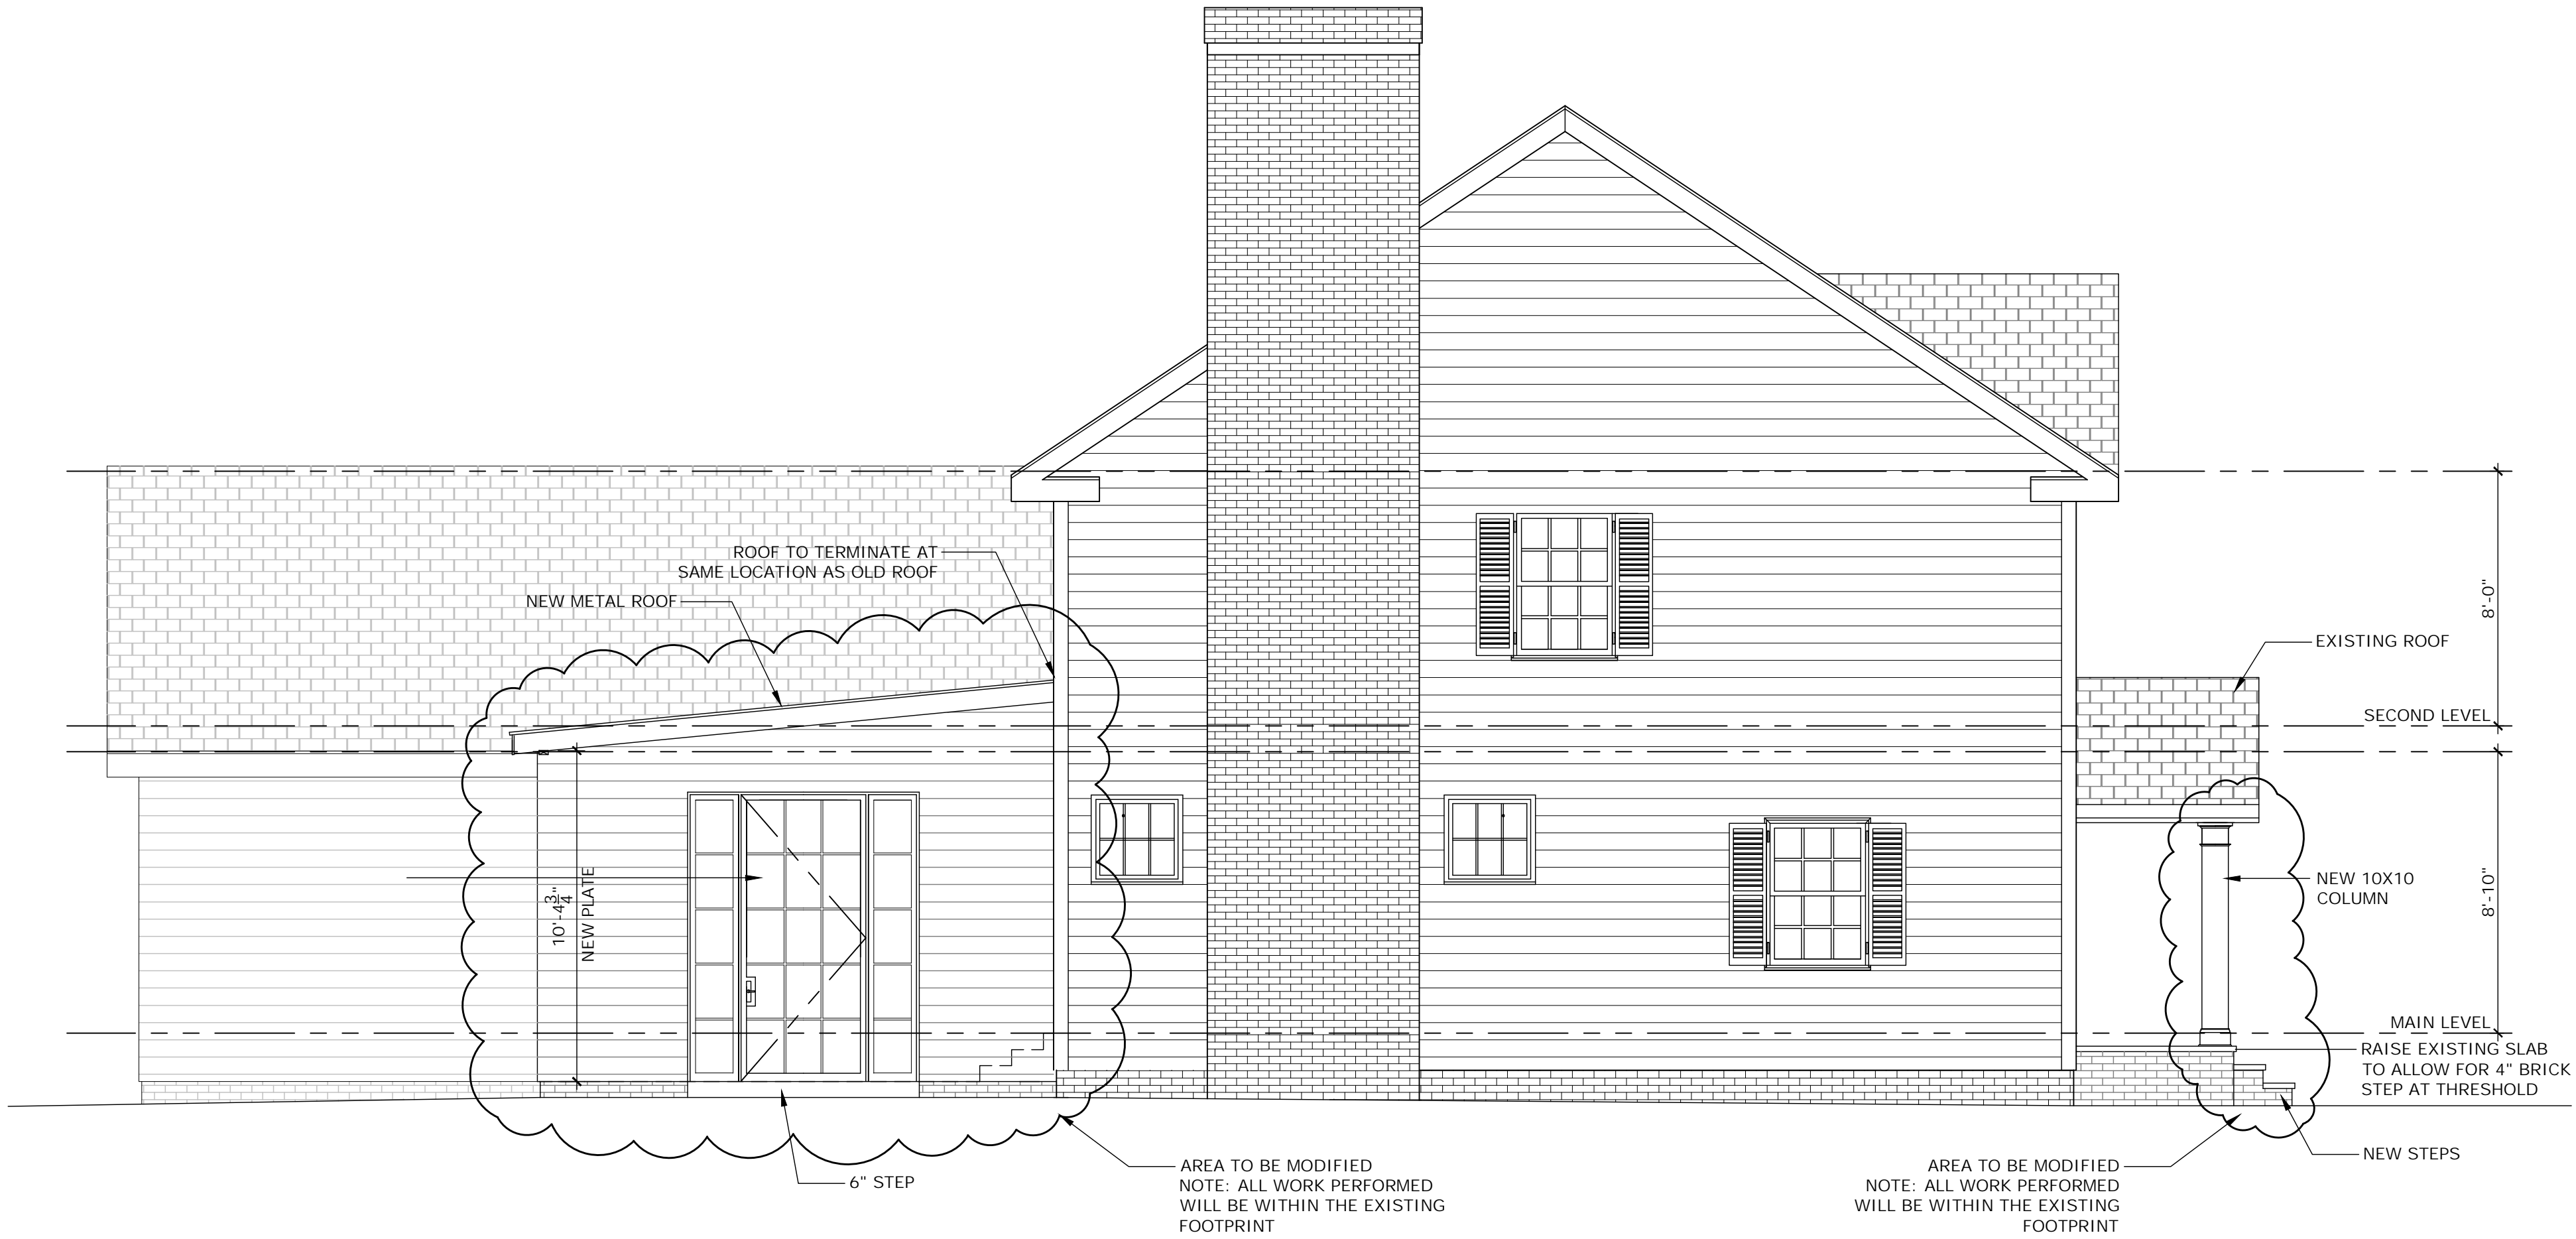 ROOF TO TERMINATE AT
SAME LOCATION AS OLD ROOF
NEW METAL ROOF
8'-0"
EXISTING ROOF
SECOND LEVEL
10'-4 3/4"
NEW PLATE
NEW 10X10
COLUMN
8'-10"
MAIN LEVEL
RAISE EXISTING SLAB
TO ALLOW FOR 4" BRICK
STEP AT THRESHOLD
NEW STEPS
6" STEP
AREA TO BE MODIFIED
NOTE: ALL WORK PERFORMED
WILL BE WITHIN THE EXISTING
FOOTPRINT
AREA TO BE MODIFIED
NOTE: ALL WORK PERFORMED
WILL BE WITHIN THE EXISTING
FOOTPRINT